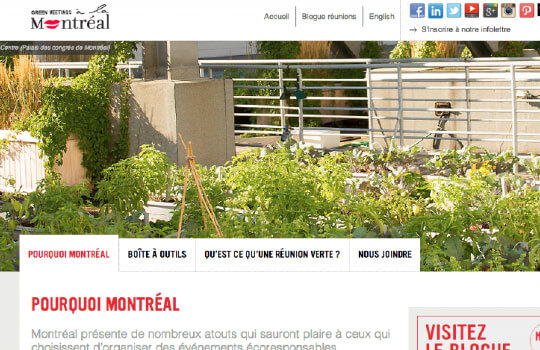 GREEN MEETINGS à la
Montréal
Accueil
Blogue réunions
English
S'inscrire à notre infolettre
Centre (Palais des congrès de Montréal)
POURQUOI MONTRÉAL
BOÎTE À OUTILS
QU'EST CE QU'UNE RÉUNION VERTE ?
NOUS JOINDRE
POURQUOI MONTRÉAL
Montréal présente de nombreux atouts qui sauront plaire à ceux qui
choisissent d'organiser des événements écoresponsables
VISITEZ
LE BLOGUE